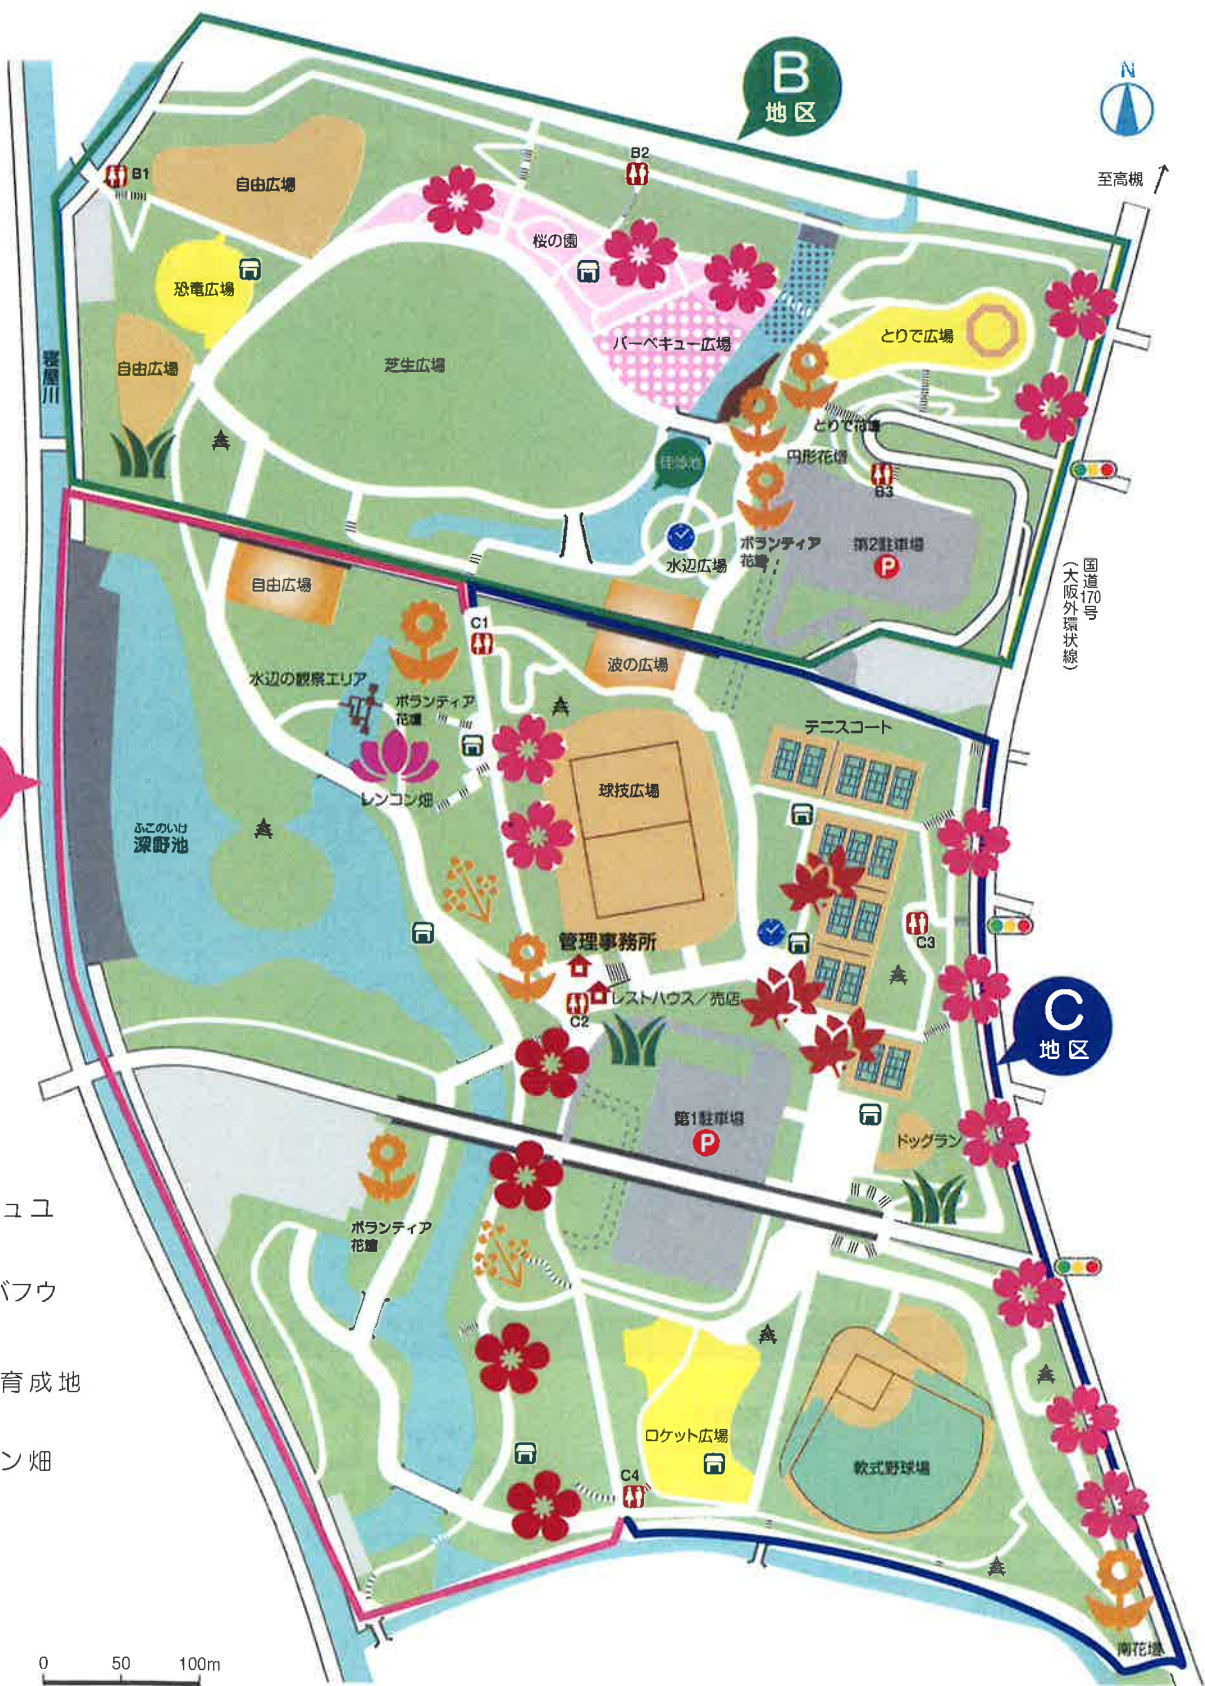 B
地区
N
至高槻
B1
B2
自由広場
桜の園
恐竜広場
とりで広場
バーベキュー広場
芝生広場
自由広場
寝屋川
とりで花壇
円形花壇
B3
ボランティア
花壇
第2駐車場
P
水辺広場
国道170号
(大阪外環状線)
自由広場
C1
波の広場
水辺の観察エリア
ボランティア
花壇
テニスコート
球技広場
レンコン畑
ふこのいけ
深野池
管理事務所
C3
レストハウス/売店
C2
C
地区
第1駐車場
P
ドッグラン
ュユ
ボランティア
花壇
バフウ
育成地
ン畑
ロケット広場
軟式野球場
C4
南花壇
0 50 100m